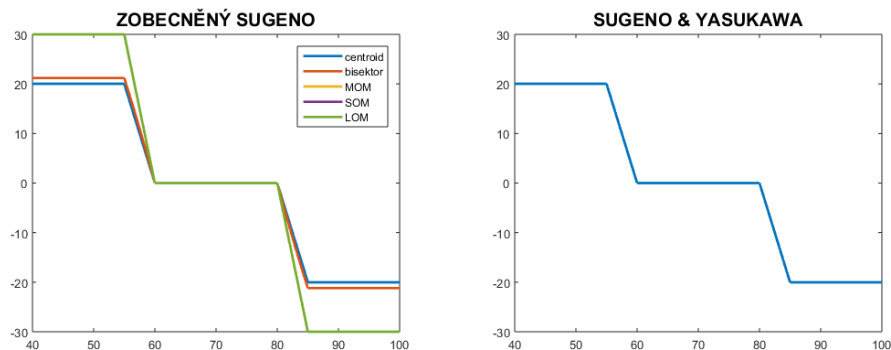 ZOBECNĚNÝ SUGENO
30
20
10
0
-10
-20
-30
40 50 60 70 80 90 100
centroid
bisektor
MOM
SOM
LOM
SUGENO & YASUKAWA
30
20
10
0
-10
-20
-30
40 50 60 70 80 90 100